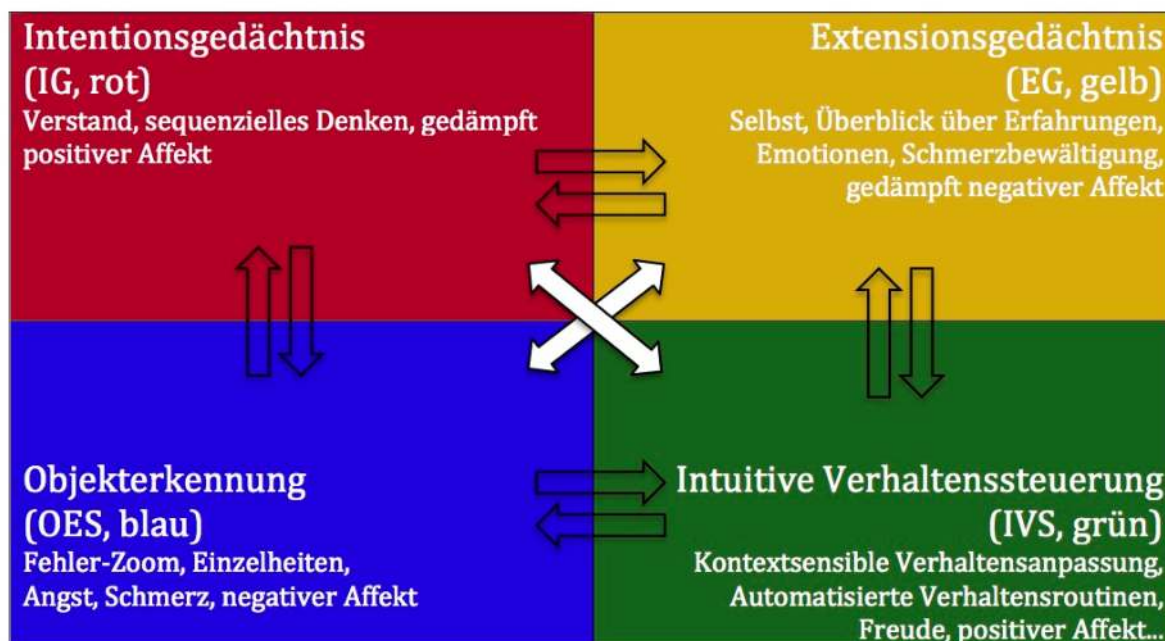 Intentionsgedächtnis
(IG, rot)
Verstand, sequenzielles Denken, gedämpft
positiver Affekt
Extensionsgedächtnis
(EG, gelb)
Selbst, Überblick über Erfahrungen,
Emotionen, Schmerzbewältigung,
gedämpft negativer Affekt
Objekterkennung
(OES, blau)
Fehler-Zoom, Einzelheiten,
Angst, Schmerz, negativer Affekt
Intuitive Verhaltenssteuerung
(IVS, grün)
Kontextsensible Verhaltensanpassung,
Automatisierte Verhaltensroutinen,
Freude, positiver Affekt...